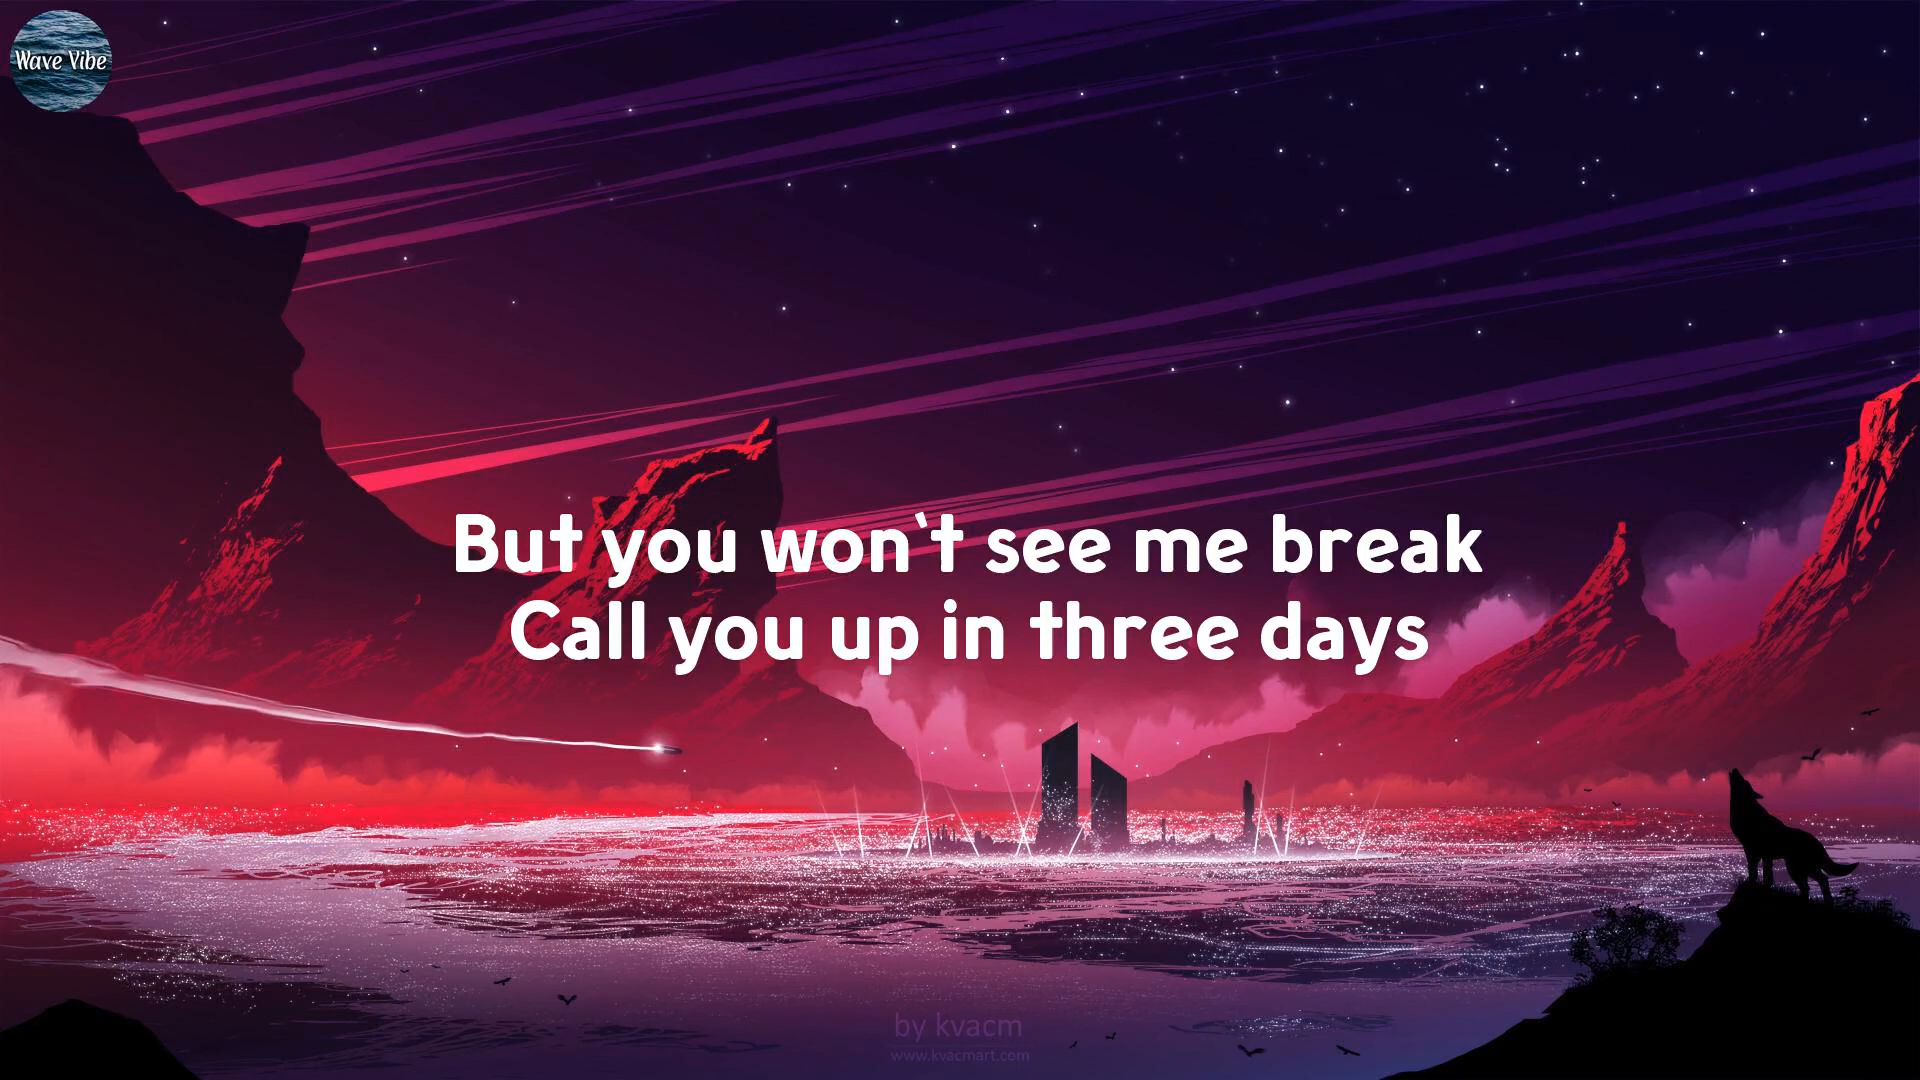 Wave Vibe
But you won't see me break
Call you up in three days
by kvacm
www.kvacmart.com